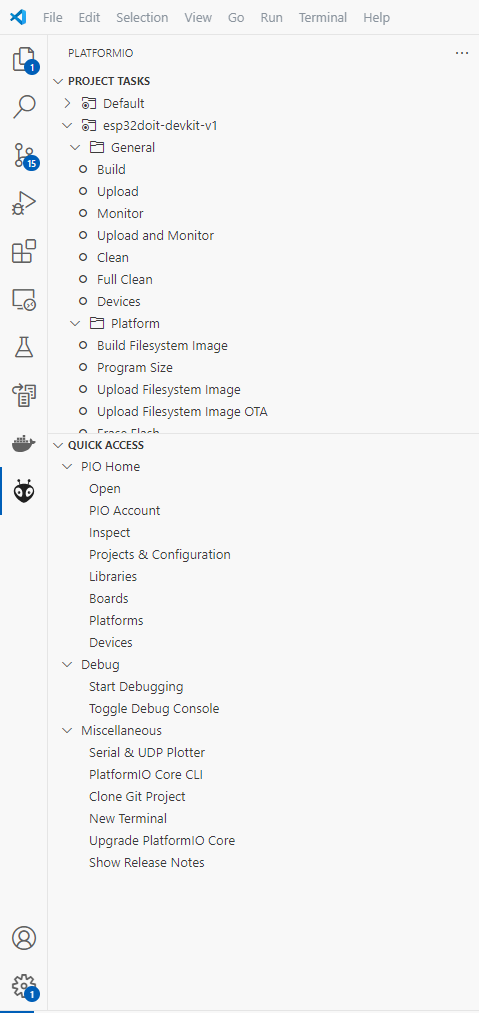 File Edit Selection View Go Run Terminal Help
PLATFORMIO
1
PROJECT TASKS
Default
esp32doit-devkit-v1
General
15
Build
Upload
Monitor
Upload and Monitor
Clean
Full Clean
Devices
Platform
Build Filesystem Image
Program Size
Upload Filesystem Image
Upload Filesystem Image OTA
Erase Flash
QUICK ACCESS
PIO Home
Open
PIO Account
Inspect
Projects & Configuration
Libraries
Boards
Platforms
Devices
Debug
Start Debugging
Toggle Debug Console
Miscellaneous
Serial & UDP Plotter
PlatformIO Core CLI
Clone Git Project
New Terminal
Upgrade PlatformIO Core
Show Release Notes
1